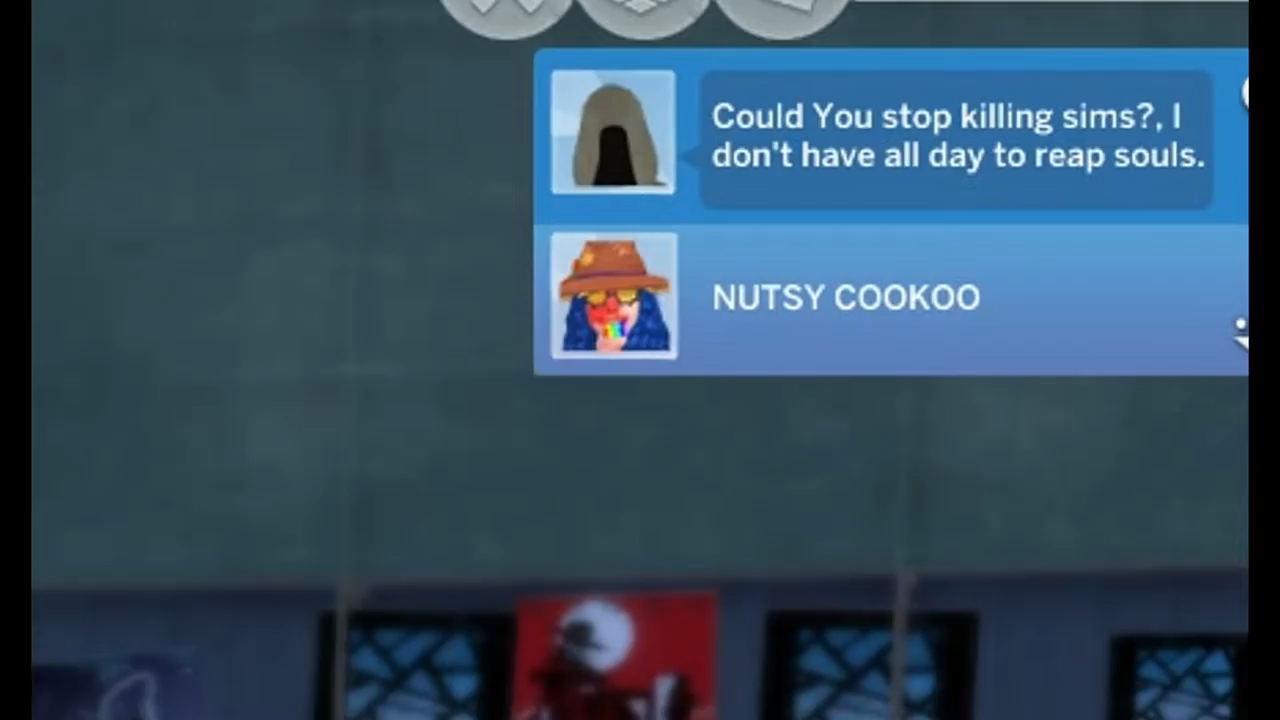 Could You stop killing sims?, I
don't have all day to reap souls.
NUTSY COOKOO